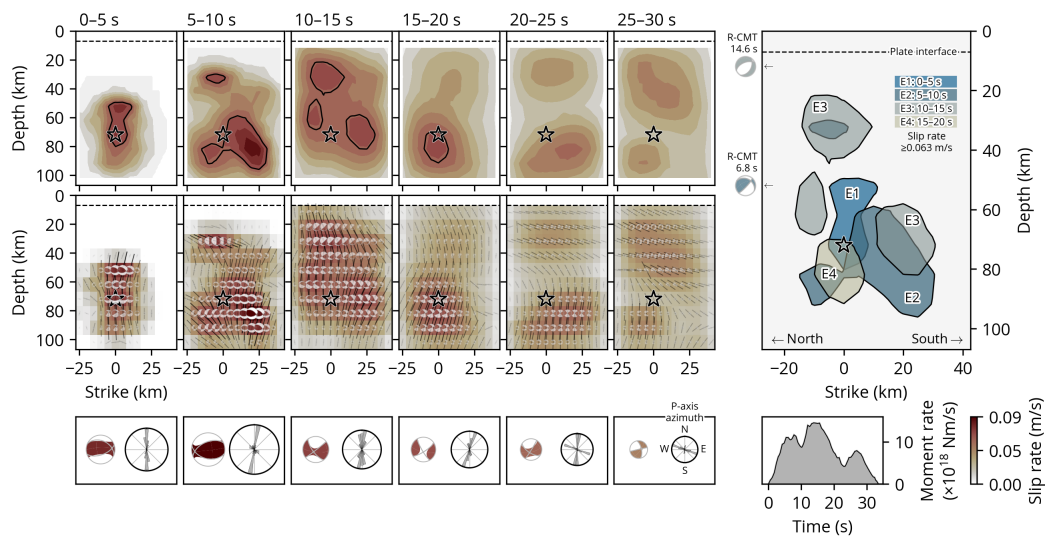 0–5 s
5–10 s
10–15 s
15–20 s
20–25 s
25–30 s
0
20
40
60
80
100
Depth (km)
0
20
40
60
80
100
Depth (km)
−25 0 25
−25 0 25
−25 0 25
−25 0 25
−25 0 25
−25 0 25
Strike (km)
P-axis
azimuth
N
W E
S
R-CMT
14.6 s
←
R-CMT
6.8 s
←
Plate interface
E1: 0–5 s
E2: 5–10 s
E3: 10–15 s
E4: 15–20 s
Slip rate
≥0.063 m/s
E3
E1
E3
E4
E2
← North
South →
0
20
40
60
80
100
Depth (km)
−20 0 20 40
Strike (km)
10
0
Moment rate
(×10¹⁸ Nm/s)
0 10 20 30
Time (s)
0.09
0.05
0.00
Slip rate (m/s)